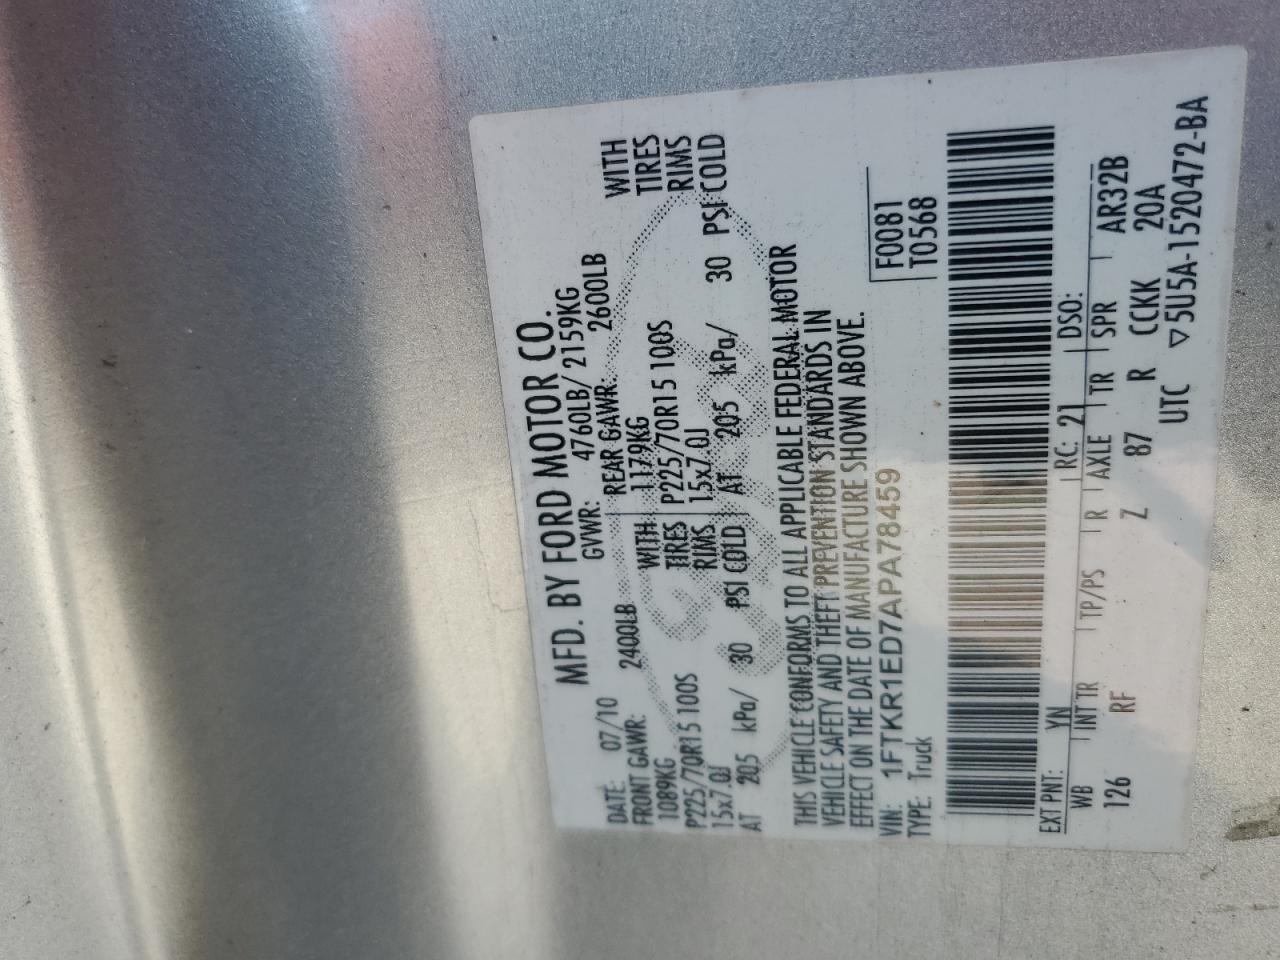 MFD. BY FORD MOTOR CO.
DATE: 07/10 GVWR: 4760LB/ 2159KG
FRONT GAWR: 2400LB REAR GAWR: 2600LB
1089KG WITH 1179KG WITH
P225/70R15 100S TIRES P225/70R15 100S TIRES
15x7.0J RIMS 15x7.0J RIMS
AT 205 kPa/ 30 PSI COLD AT 205 kPa/ 30 PSI COLD
THIS VEHICLE CONFORMS TO ALL APPLICABLE FEDERAL MOTOR
VEHICLE SAFETY AND THEFT PREVENTION STANDARDS IN
EFFECT ON THE DATE OF MANUFACTURE SHOWN ABOVE.
VIN: 1FTKR1ED7APA78459 F0081
TYPE: Truck T0568
EXT PNT: YN RC: 21 DSO:
WB INT TR TP/PS R AXLE TR SPR AR32B
126 RF Z 87 R CCKK 20A
UTC ▽5U5A-1520472-BA